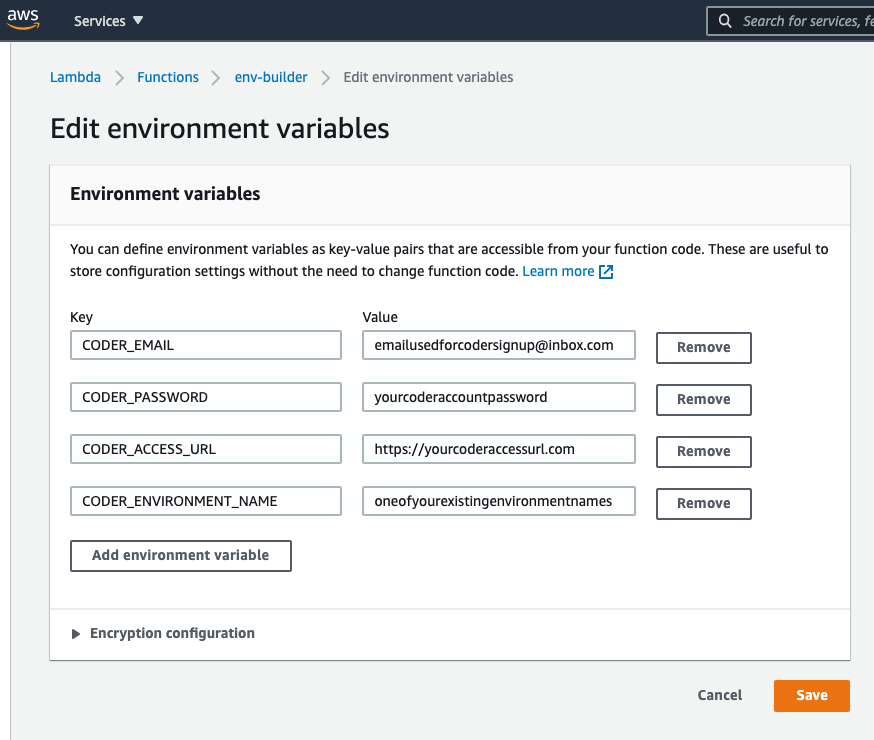 aws Services ▼ Search for services, fe
Lambda > Functions > env-builder > Edit environment variables
Edit environment variables
Environment variables
You can define environment variables as key-value pairs that are accessible from your function code. These are useful to
store configuration settings without the need to change function code. Learn more
Key Value
CODER_EMAIL emailusedforcodersignup@inbox.com Remove
CODER_PASSWORD yourcoderaccountpassword Remove
CODER_ACCESS_URL https://yourcoderaccessurl.com Remove
CODER_ENVIRONMENT_NAME oneofyourexistingenvironmentnames Remove
Add environment variable
Encryption configuration
Cancel Save